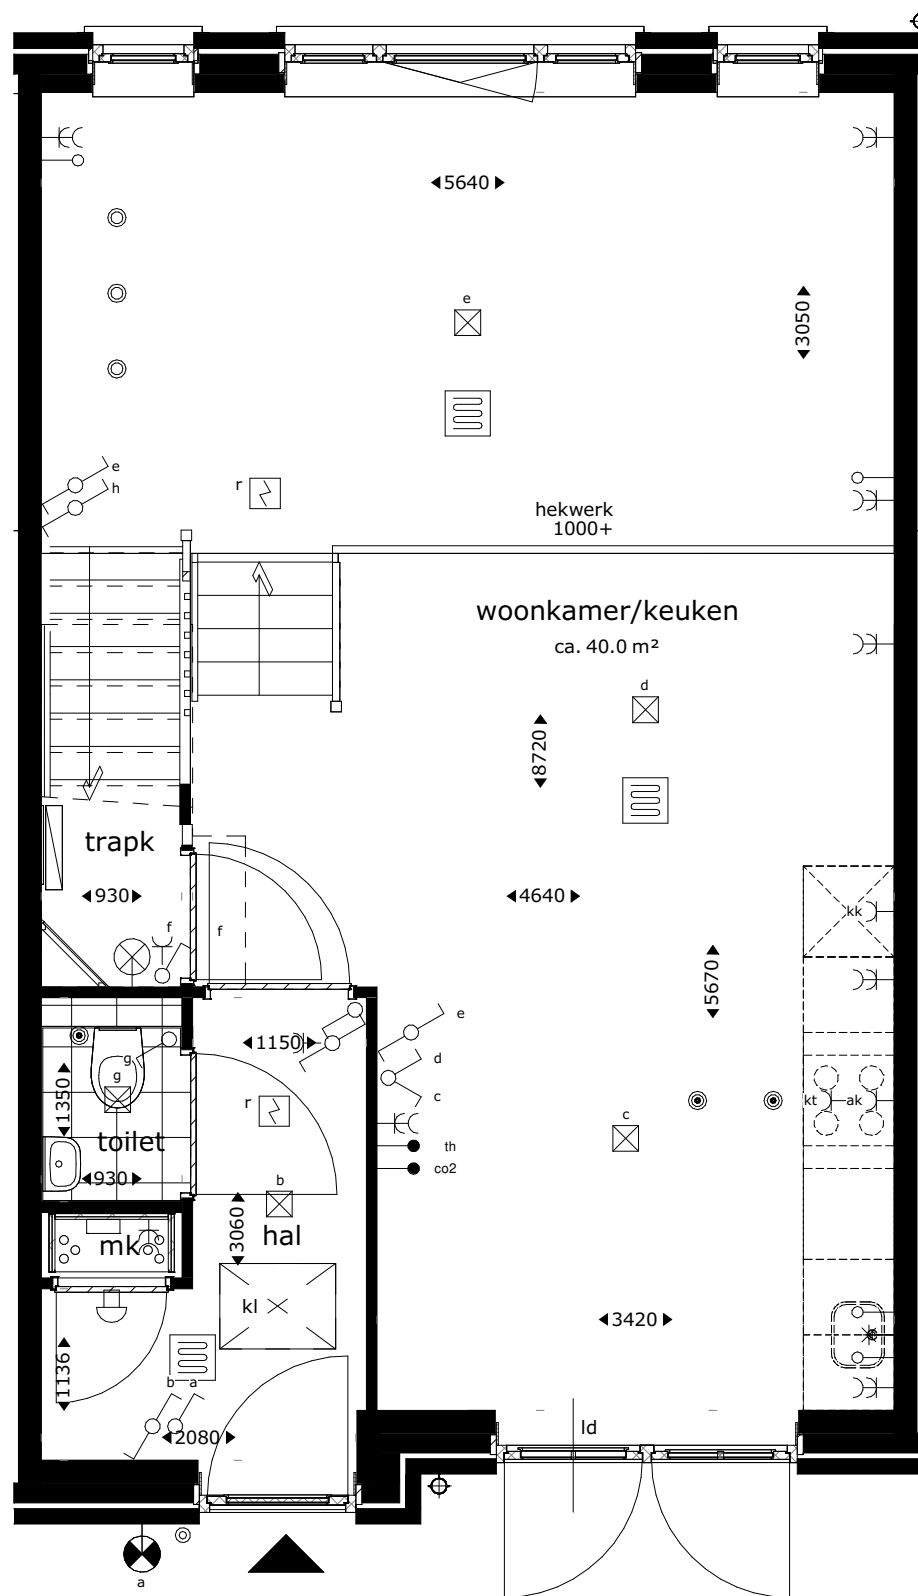 5640
e
3050
e
h
r
hekwerk
1000+
woonkamer/keuken
ca. 40.0 m²
d
8720
trapk
930
4640
kk
f
f
5670
1150
e
d
g
g
1350
c
r
kt
ak
c
toilet
th
930
co2
b
3060
hal
mk
kl
3420
1136
b
a
2080
ld
a